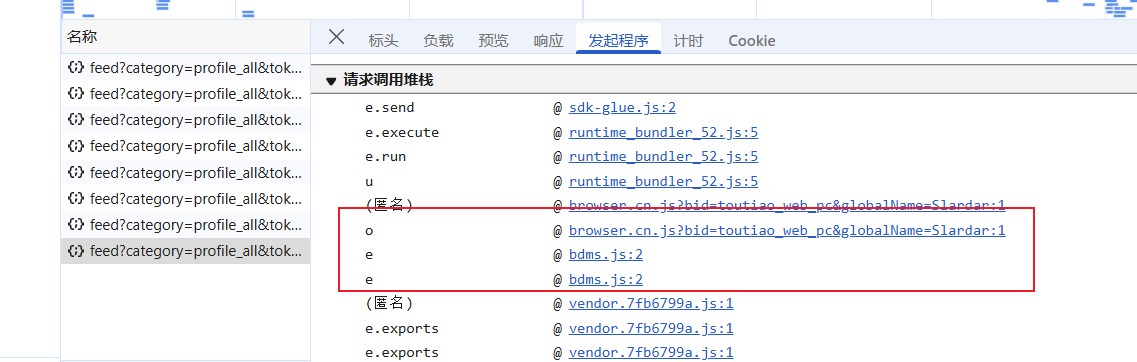 名称
标头 负载 预览 响应 发起程序 计时 Cookie
feed?category=profile_all&tok...
feed?category=profile_all&tok...
feed?category=profile_all&tok...
feed?category=profile_all&tok...
feed?category=profile_all&tok...
feed?category=profile_all&tok...
feed?category=profile_all&tok...
feed?category=profile_all&tok...
请求调用堆栈
e.send @ sdk-glue.js:2
e.execute @ runtime_bundler_52.js:5
e.run @ runtime_bundler_52.js:5
u @ runtime_bundler_52.js:5
(匿名) @ browser.cn.js?bid=toutiao_web_pc&globalName=Slardar:1
o @ browser.cn.js?bid=toutiao_web_pc&globalName=Slardar:1
e @ bdms.js:2
e @ bdms.js:2
(匿名) @ vendor.7fb6799a.js:1
e.exports @ vendor.7fb6799a.js:1
e.exports @ vendor.7fb6799a.js:1